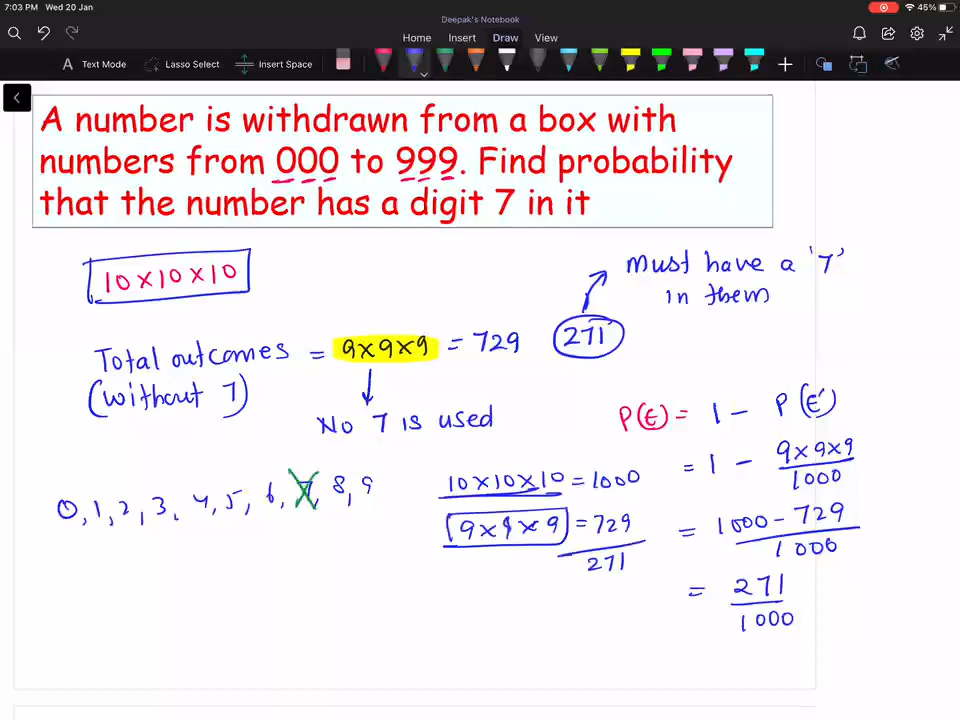 7:03 PM Wed 20 Jan
45%
Deepak's Notebook
Home Insert Draw View
Text Mode Lasso Select Insert Space
A number is withdrawn from a box with
numbers from 000 to 999. Find probability
that the number has a digit 7 in it
10 × 10 × 10
Must have a '7'
in them
Total outcomes = 9×9×9 = 729 271
(without 7)
No 7 is used
P(E) = 1 - P(E')
0, 1, 2, 3, 4, 5, 6, 7, 8, 9
10×10×10 = 1000
9×9×9 = 729
271
= 1 - 9×9×9
1000
= 1000 - 729
1000
= 271
1000